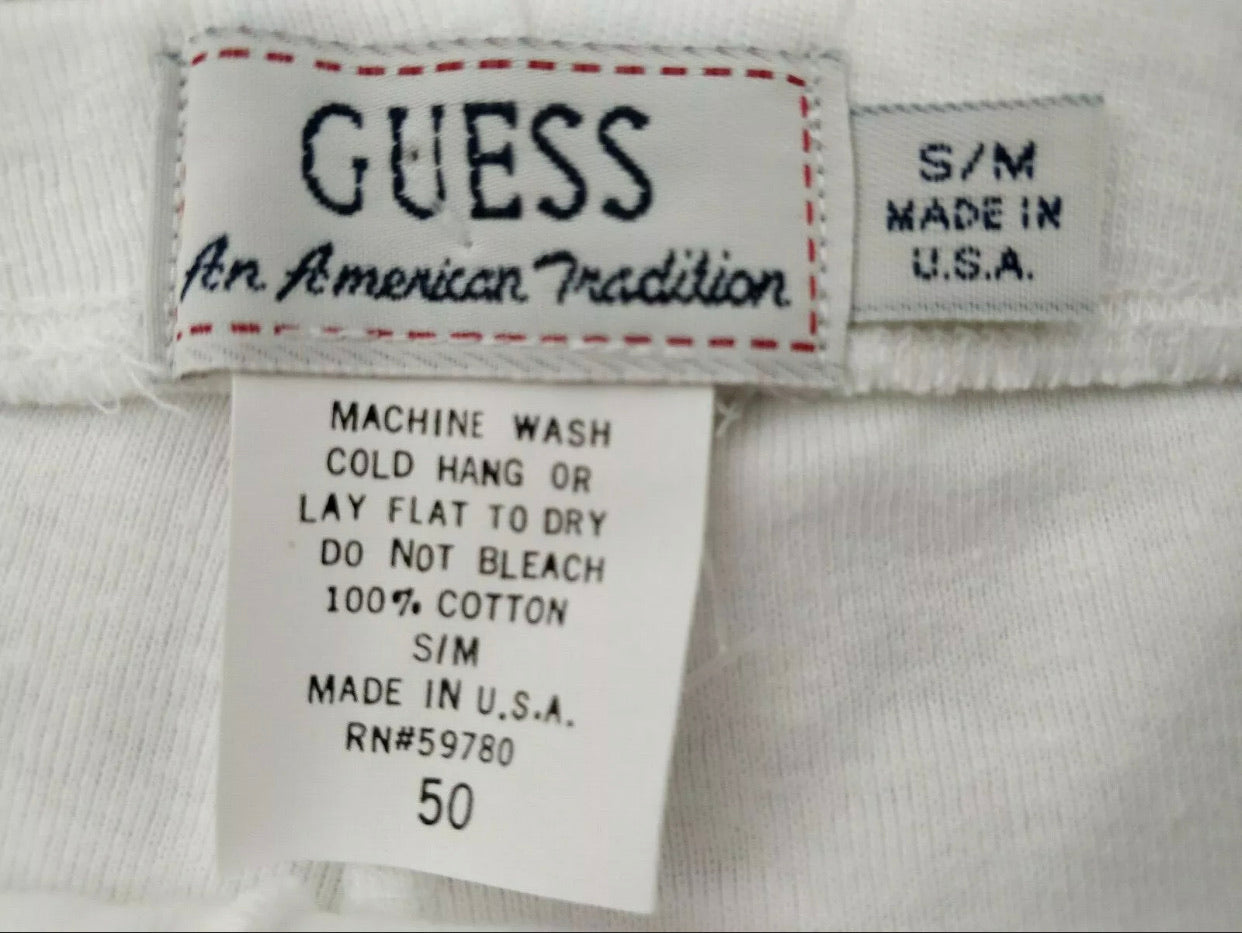 GUESS
An American Tradition
S/M
MADE IN
U.S.A.
MACHINE WASH
COLD HANG OR
LAY FLAT TO DRY
DO NOT BLEACH
100% COTTON
S/M
MADE IN U.S.A.
RN#59780
50